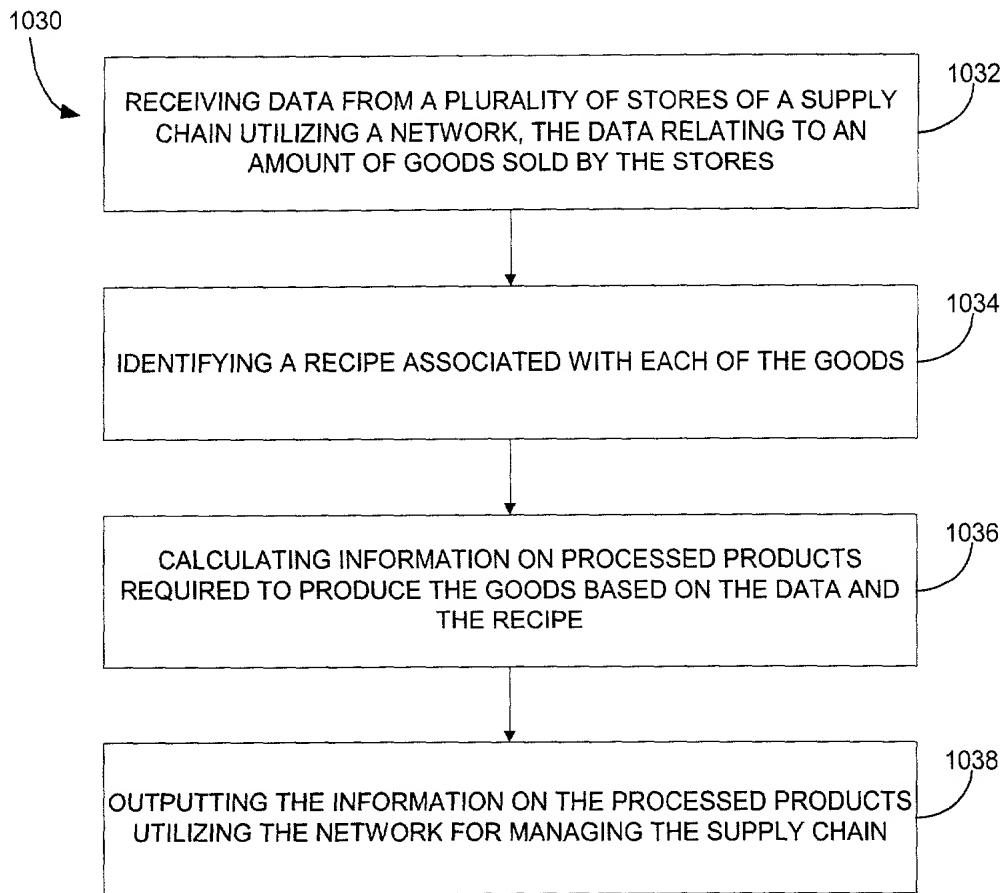 1030
1032
RECEIVING DATA FROM A PLURALITY OF STORES OF A SUPPLY
CHAIN UTILIZING A NETWORK, THE DATA RELATING TO AN
AMOUNT OF GOODS SOLD BY THE STORES
1034
IDENTIFYING A RECIPE ASSOCIATED WITH EACH OF THE GOODS
1036
CALCULATING INFORMATION ON PROCESSED PRODUCTS
REQUIRED TO PRODUCE THE GOODS BASED ON THE DATA AND
THE RECIPE
1038
OUTPUTTING THE INFORMATION ON THE PROCESSED PRODUCTS
UTILIZING THE NETWORK FOR MANAGING THE SUPPLY CHAIN